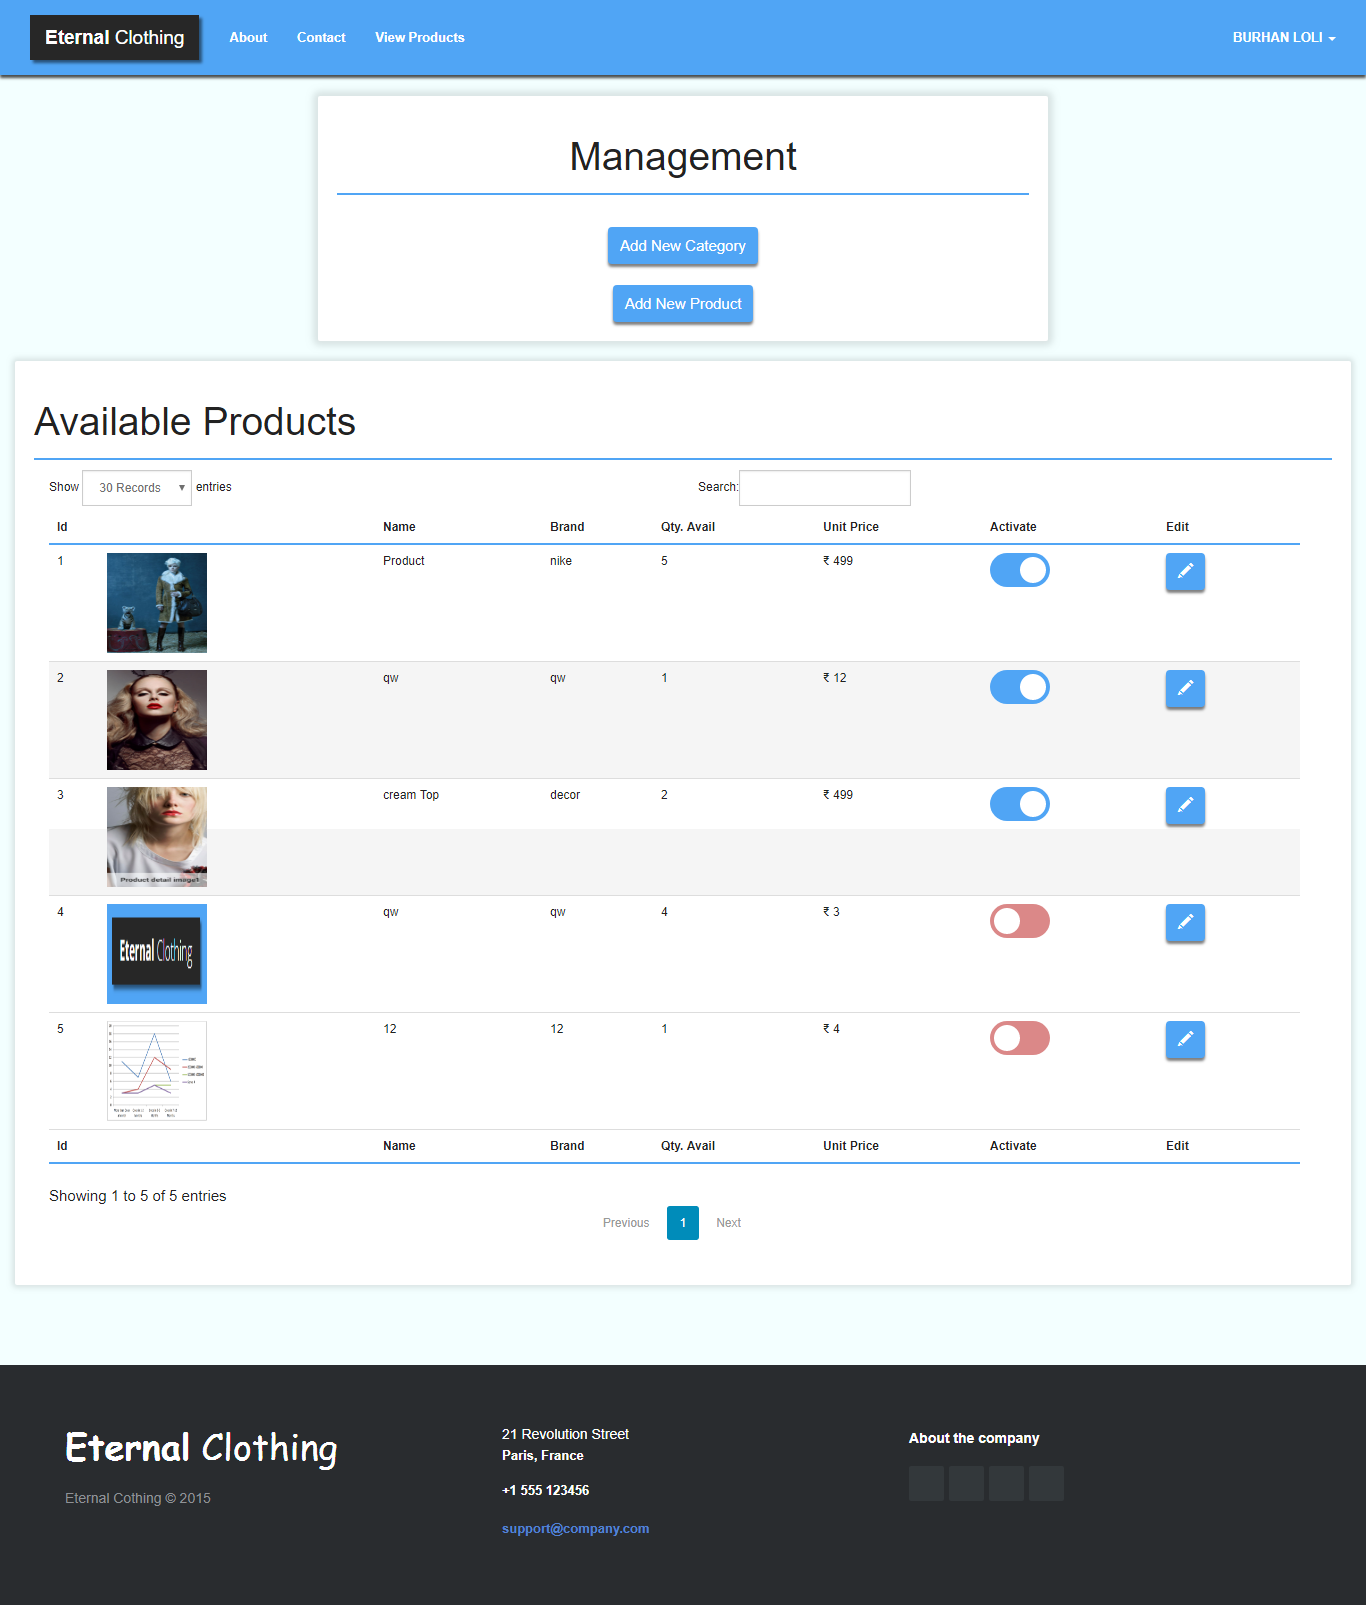 Eternal Clothing
About
Contact
View Products
BURHAN LOLI
Management
Add New Category
Add New Product
Available Products
Show 30 Records entries
Search:
Id Name Brand Qty. Avail Unit Price Activate Edit
1 Product nike 5 ₹ 499
2 qw qw 1 ₹ 12
3 cream Top decor 2 ₹ 499
Product detail image1
4 qw qw 4 ₹ 3
Eternal Clothing
5 12 12 1 ₹ 4
Id Name Brand Qty. Avail Unit Price Activate Edit
Showing 1 to 5 of 5 entries
Previous 1 Next
Eternal Clothing
Eternal Cothing © 2015
21 Revolution Street
Paris, France
+1 555 123456
support@company.com
About the company